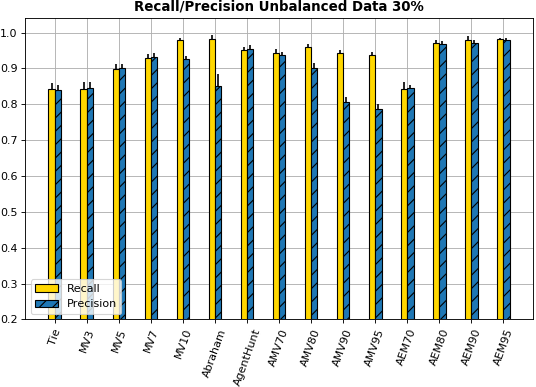 Recall/Precision Unbalanced Data 30%
1.0
0.9
0.8
0.7
0.6
0.5
0.4
0.3
0.2
Recall
Precision
Tie
MV3
MV5
MV7
MV10
Abraham
AgentHunt
AMV70
AMV80
AMV90
AMV95
AEM70
AEM80
AEM90
AEM95